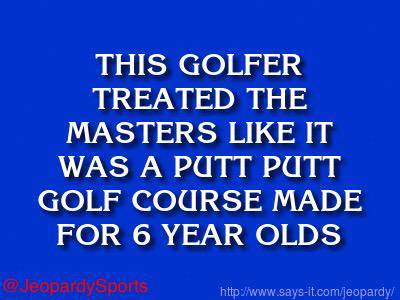 THIS GOLFER
TREATED THE
MASTERS LIKE IT
WAS A PUTT PUTT
GOLF COURSE MADE
FOR 6 YEAR OLDS
@JeopardySports
http://www.says-it.com/jeopardy/